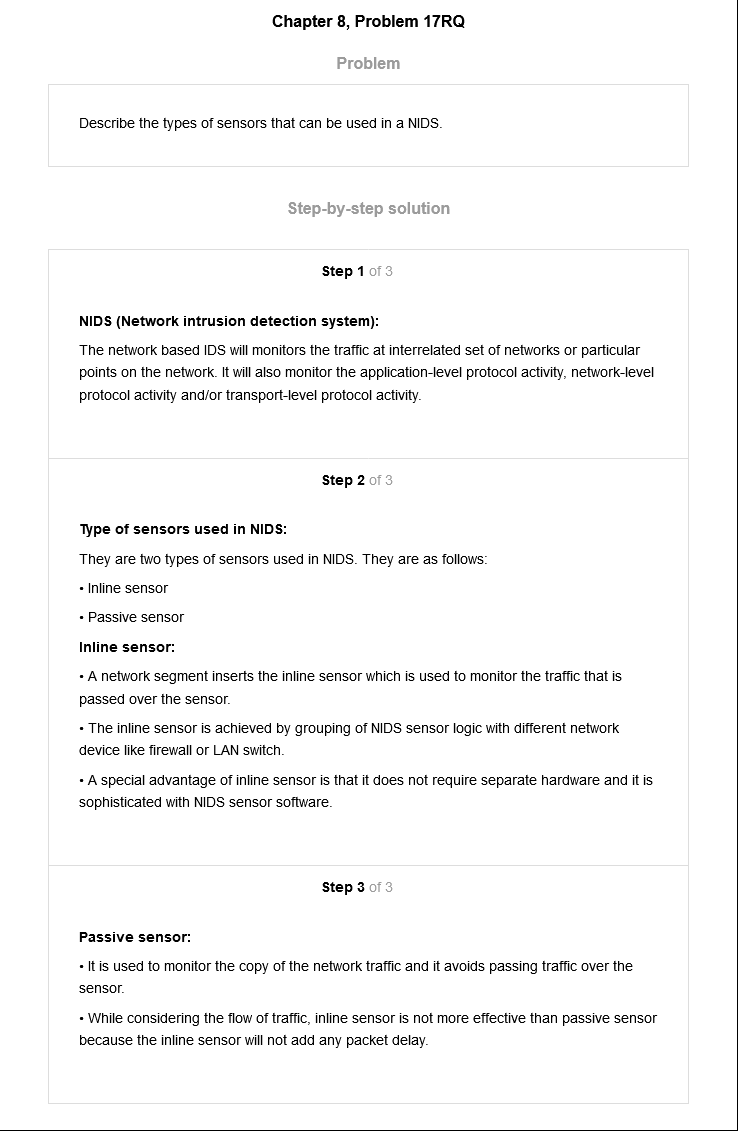 Chapter 8, Problem 17RQ
Problem
Describe the types of sensors that can be used in a NIDS.
Step-by-step solution
Step 1 of 3
NIDS (Network intrusion detection system):
The network based IDS will monitors the traffic at interrelated set of networks or particular
points on the network. It will also monitor the application-level protocol activity, network-level
protocol activity and/or transport-level protocol activity.
Step 2 of 3
Type of sensors used in NIDS:
They are two types of sensors used in NIDS. They are as follows:
• Inline sensor
• Passive sensor
Inline sensor:
• A network segment inserts the inline sensor which is used to monitor the traffic that is
passed over the sensor.
• The inline sensor is achieved by grouping of NIDS sensor logic with different network
device like firewall or LAN switch.
• A special advantage of inline sensor is that it does not require separate hardware and it is
sophisticated with NIDS sensor software.
Step 3 of 3
Passive sensor:
• It is used to monitor the copy of the network traffic and it avoids passing traffic over the
sensor.
• While considering the flow of traffic, inline sensor is not more effective than passive sensor
because the inline sensor will not add any packet delay.